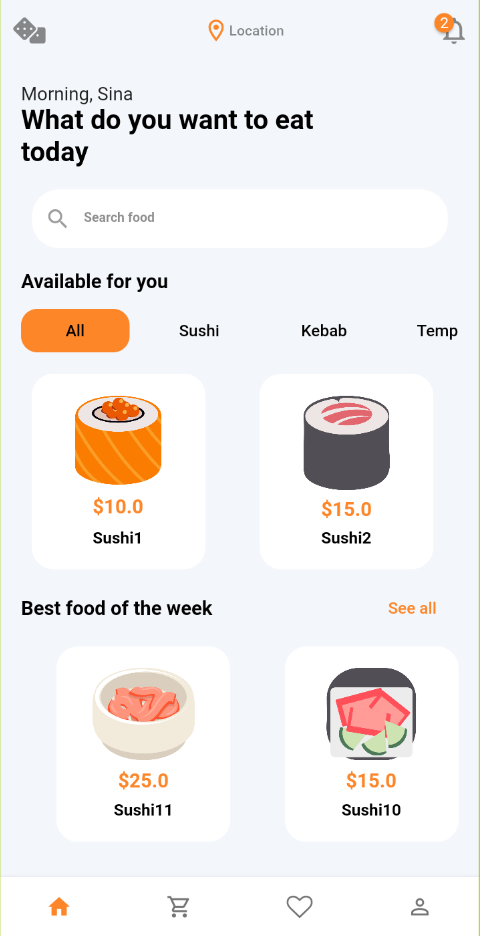 Location
2
Morning, Sina
What do you want to eat
today
Search food
Available for you
All
Sushi
Kebab
Temp
$10.0
$15.0
Sushi1
Sushi2
Best food of the week
See all
$25.0
$15.0
Sushi11
Sushi10